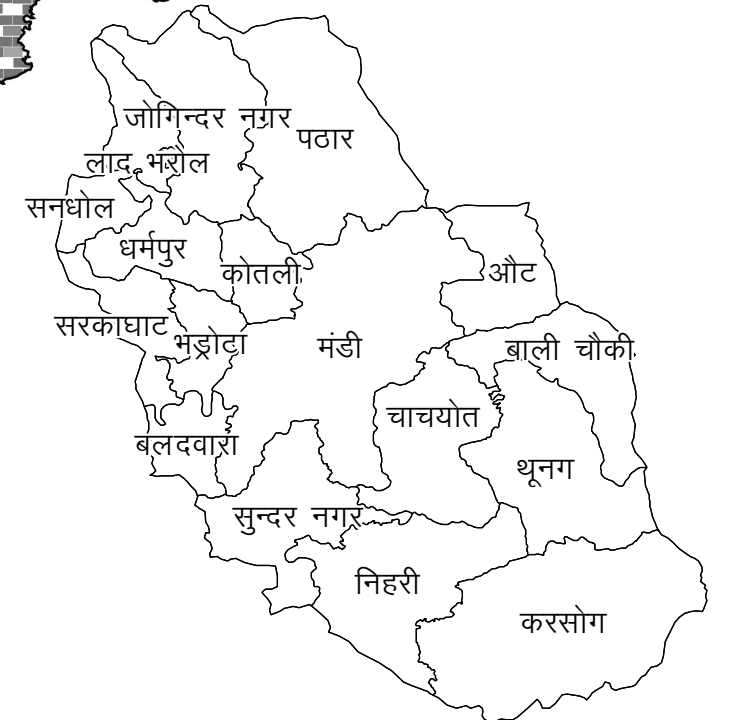 जोगिन्दर नगर
पठार
लाद भरोल
सनधोल
धर्मपुर
कोतली
औट
सरकाघाट
भड्रोटा
मंडी
बाली चौकी
चाचयोत
बलदवारा
थूनग
सुन्दर नगर
निहरी
करसोग